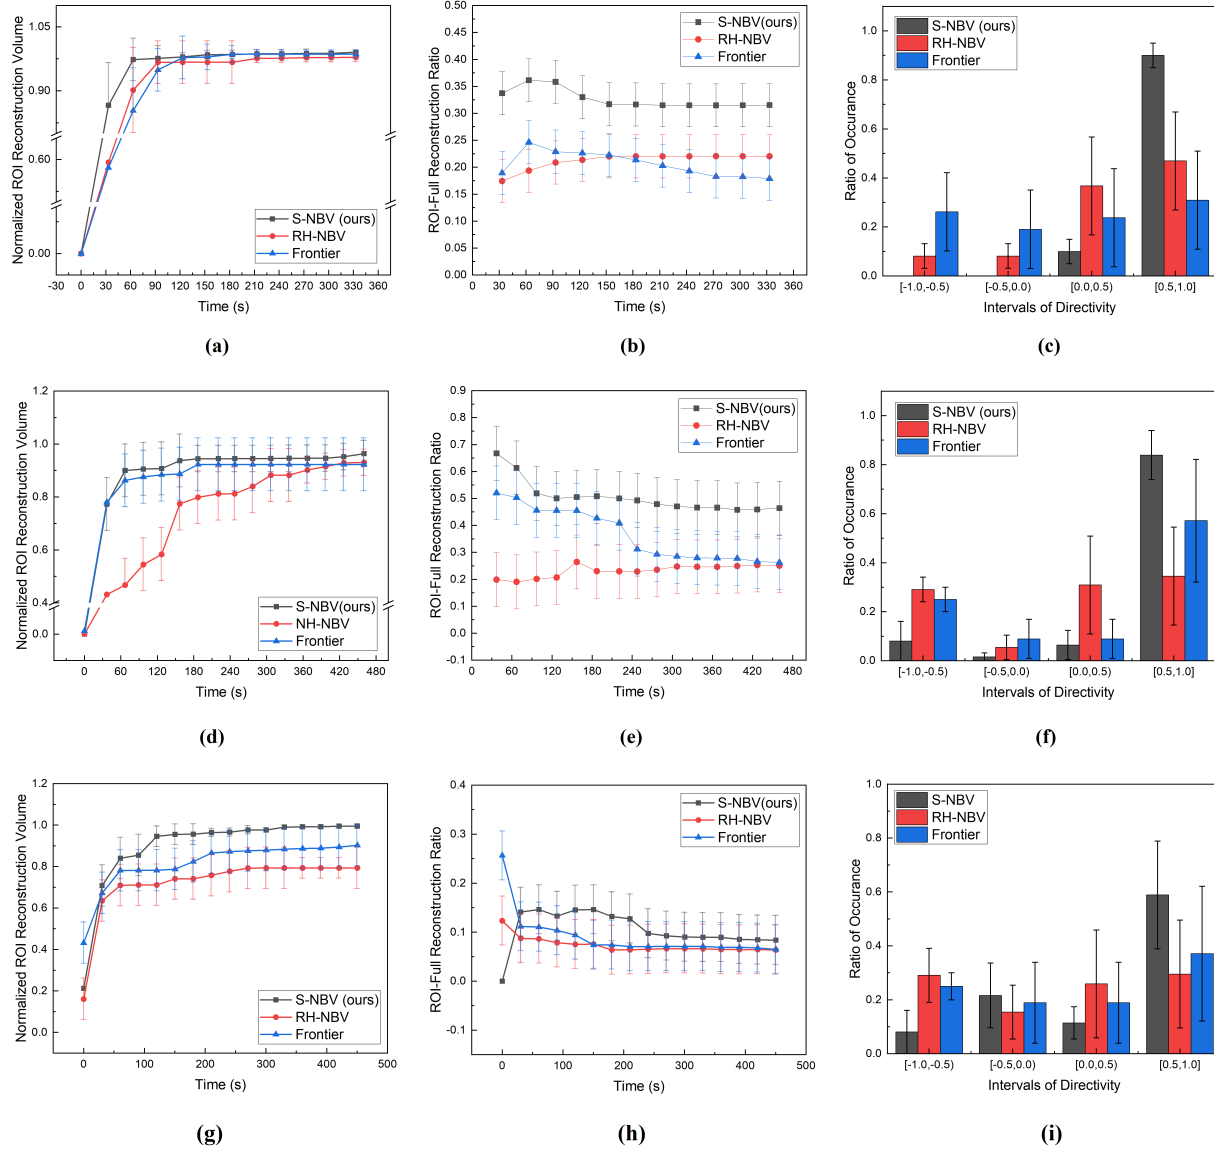 Normalized ROI Reconstruction Volume
1.05
0.90
0.60
0.00
S-NBV (ours)
RH-NBV
Frontier
-30 0 30 60 90 120 150 180 210 240 270 300 330 360
Time (s)
(a)
ROI-Full Reconstruction Ratio
0.50
0.45
0.40
0.35
0.30
0.25
0.20
0.15
0.10
0.05
0.00
S-NBV(ours)
RH-NBV
Frontier
0 30 60 90 120 150 180 210 240 270 300 330 360
Time (s)
(b)
Ratio of Occurance
1.0
0.8
0.6
0.4
0.2
0.0
S-NBV (ours)
RH-NBV
Frontier
[-1.0,-0.5) [-0.5,0.0) [0.0,0.5) [0.5,1.0]
Intervals of Directivity
(c)
Normalized ROI Reconstruction Volume
1.2
1.0
0.8
0.6
0.4
0.0
S-NBV(ours)
NH-NBV
Frontier
0 60 120 180 240 300 360 420 480
Time (s)
(d)
ROI-Full Reconstruction Ratio
0.9
0.8
0.7
0.6
0.5
0.4
0.3
0.2
0.1
0.0
-0.1
S-NBV(ours)
RH-NBV
Frontier
0 60 120 180 240 300 360 420 480
Time (s)
(e)
Ratio of Occurance
1.0
0.8
0.6
0.4
0.2
0.0
S-NBV (ours)
RH-NBV
Frontier
[-1.0,-0.5) [-0.5,0.0) [0.0,0.5) [0.5,1.0]
Intervals of Directivity
(f)
Normalized ROI Reconstruction Volume
1.2
1.0
0.8
0.6
0.4
0.2
0.0
S-NBV (ours)
RH-NBV
Frontier
0 100 200 300 400 500
Time (s)
(g)
ROI-Full Reconstruction Ratio
0.4
0.3
0.2
0.1
0.0
-0.1
S-NBV(ours)
RH-NBV
Frontier
0 100 200 300 400 500
Time (s)
(h)
Ratio of Occurance
1.0
0.8
0.6
0.4
0.2
0.0
S-NBV
RH-NBV
Frontier
[-1.0,-0.5) [-0.5,0.0) [0.0,0.5) [0.5,1.0]
Intervals of Directivity
(i)